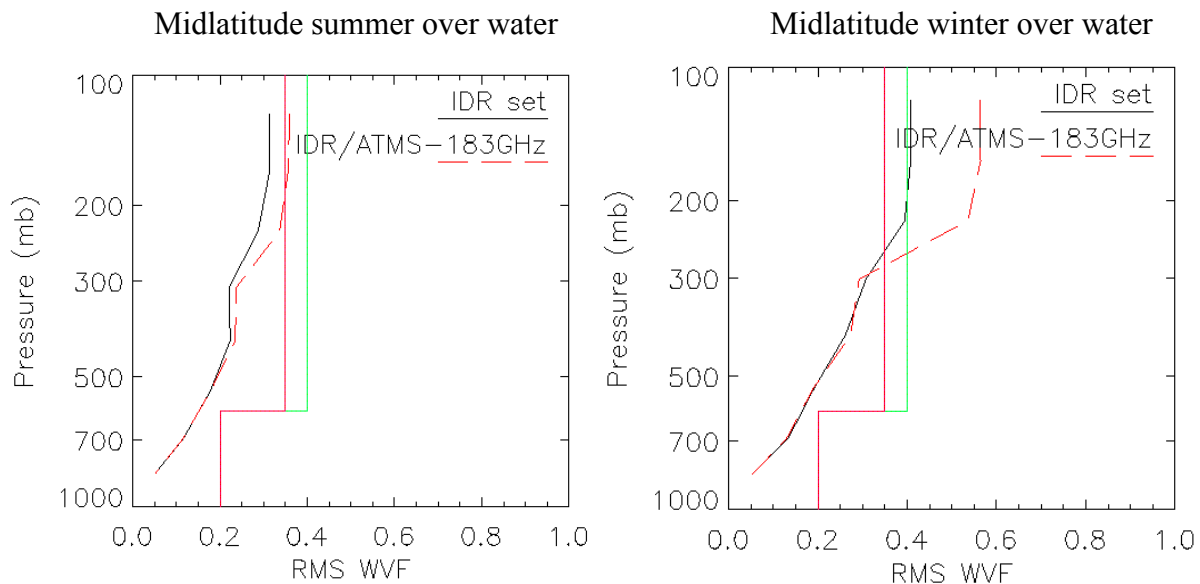 Midlatitude summer over water
100
200
300
500
700
1000
Pressure (mb)
IDR set
IDR/ATMS-183GHz
0.0 0.2 0.4 0.6 0.8 1.0
RMS WVF
Midlatitude winter over water
100
200
300
500
700
1000
Pressure (mb)
IDR set
IDR/ATMS-183GHz
0.0 0.2 0.4 0.6 0.8 1.0
RMS WVF